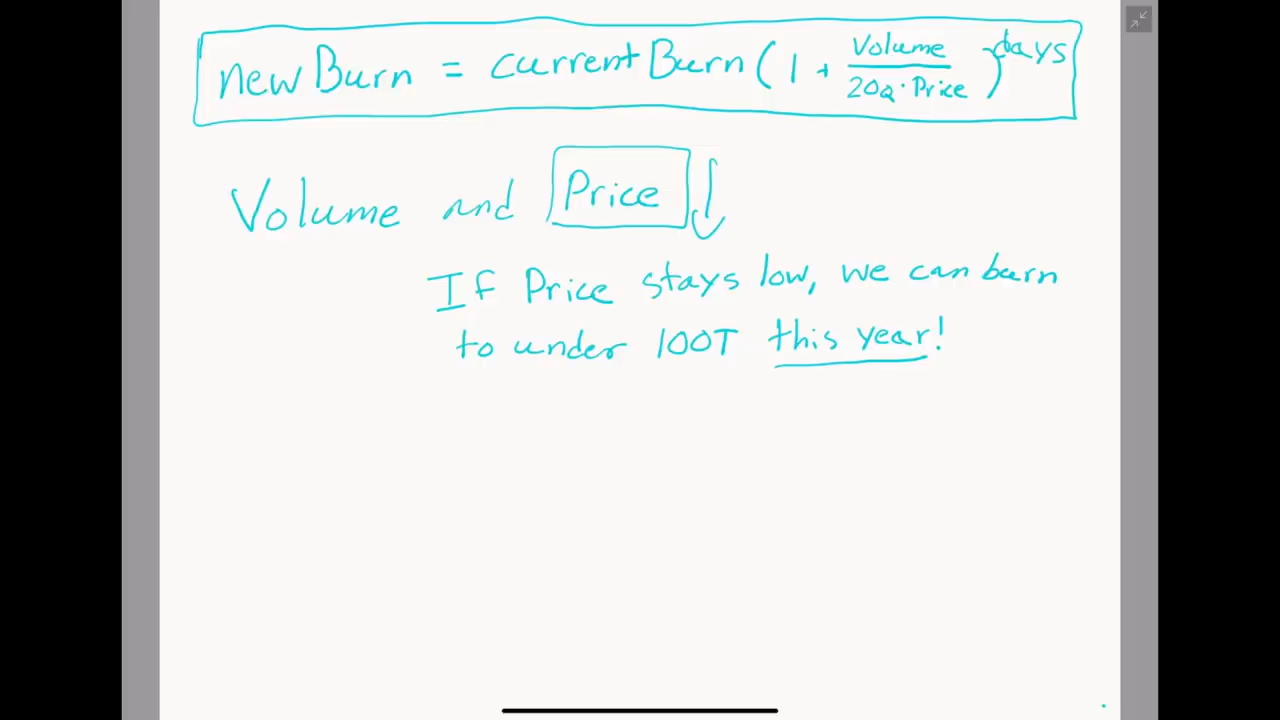 newBurn = currentBurn(1 + Volume/20Q·Price)^days
Volume and Price ↓
If Price stays low, we can burn
to under 100T this year!